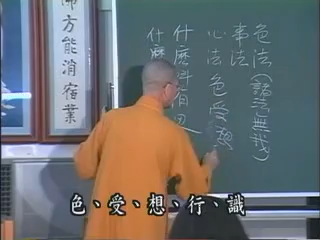 色法(諸法無我)
事法
心法 色受想
什麼
什麼
佛方能消宿業
色、受、想、行、識